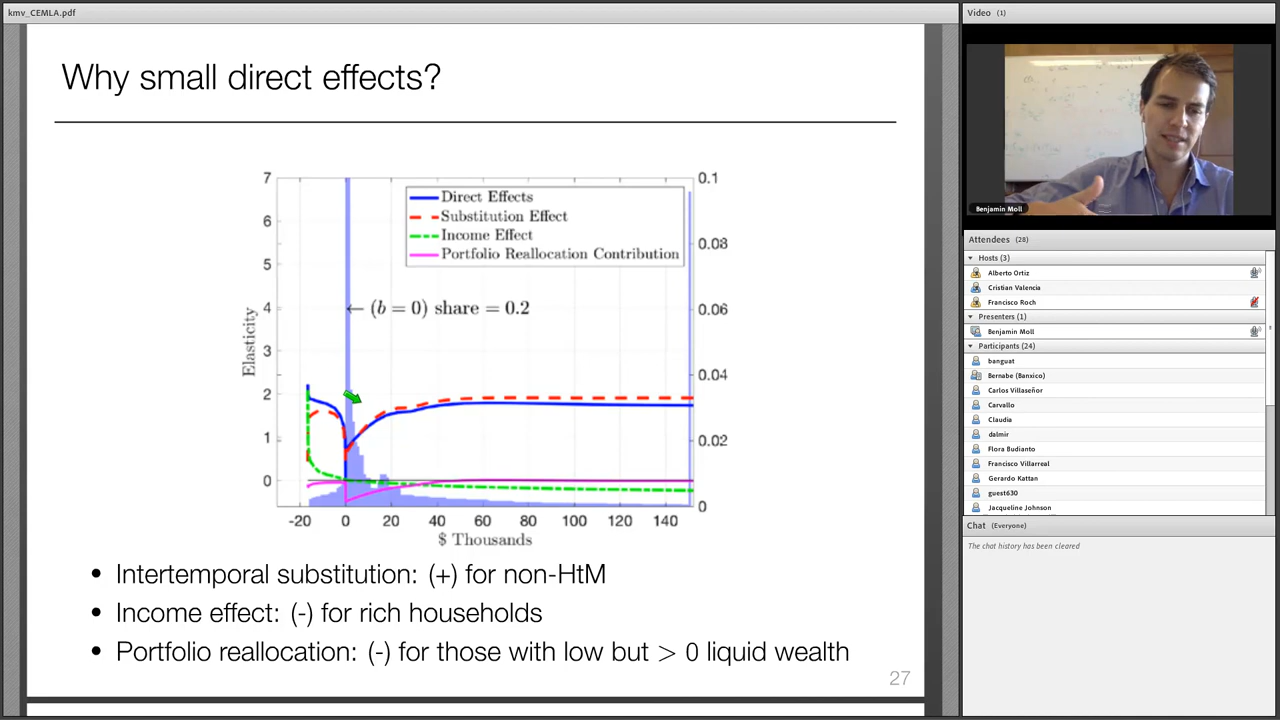 kmv_CEMLA.pdf
Why small direct effects?
Direct Effects
Substitution Effect
Income Effect
Portfolio Reallocation Contribution
← (b = 0) share = 0.2
Elasticity
7
6
5
4
3
2
1
0
0.1
0.08
0.06
0.04
0.02
0
-20 0 20 40 60 80 100 120 140
$ Thousands
• Intertemporal substitution: (+) for non-HtM
• Income effect: (-) for rich households
• Portfolio reallocation: (-) for those with low but > 0 liquid wealth
27
Video (1)
Benjamin Moll
Attendees (28)
Hosts (3)
Alberto Ortiz
Cristian Valencia
Francisco Roch
Presenters (1)
Benjamin Moll
Participants (24)
banguat
Bernabe (Banxico)
Carlos Villaseñor
Carvallo
Claudia
dalmir
Flora Budianto
Francisco Villarreal
Gerardo Kattan
guest630
Jacqueline Johnson
Chat (Everyone)
The chat history has been cleared